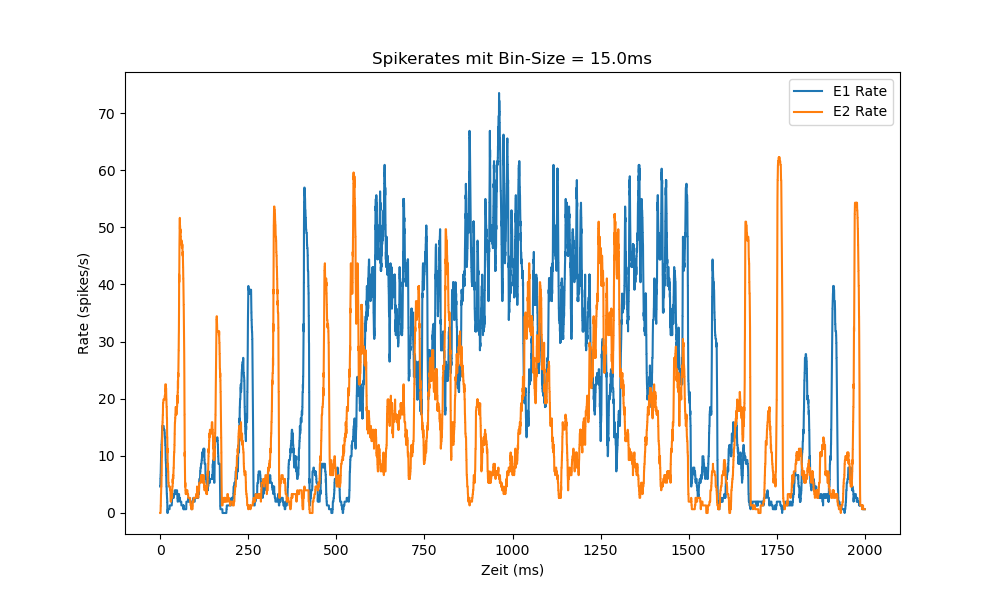 Spikerates mit Bin-Size = 15.0ms
E1 Rate
E2 Rate
Rate (spikes/s)
70
60
50
40
30
20
10
0
0 250 500 750 1000 1250 1500 1750 2000
Zeit (ms)